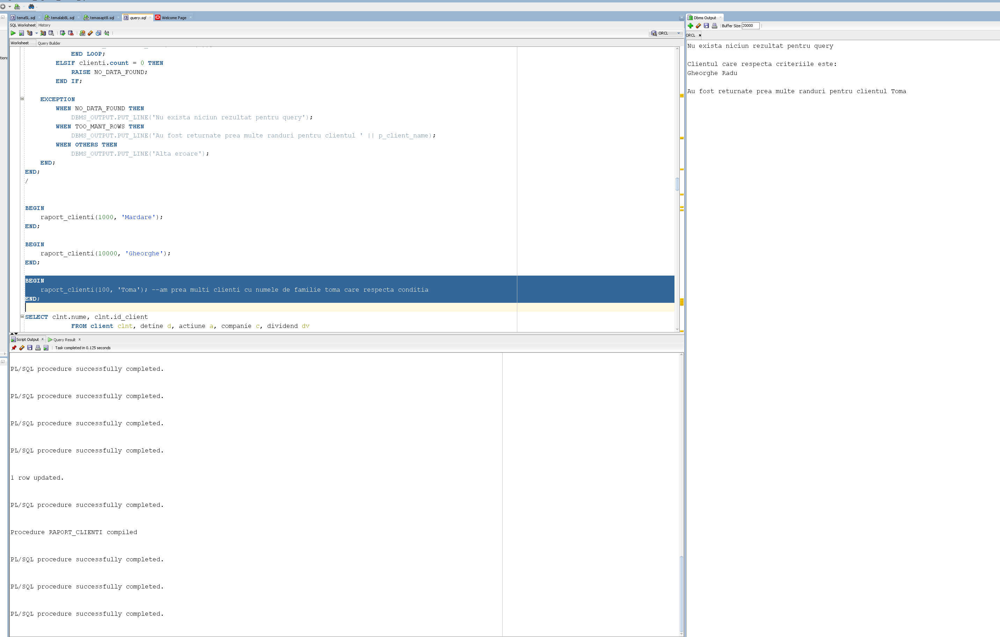 tema5L.sql
temalab8L.sql
temasapt8.sql
query.sql
Welcome Page
SQL Worksheet History
ORCL
Worksheet Query Builder
END LOOP;
ELSIF clienti.count = 0 THEN
RAISE NO_DATA_FOUND;
END IF;
EXCEPTION
WHEN NO_DATA_FOUND THEN
DBMS_OUTPUT.PUT_LINE('Nu exista niciun rezultat pentru query');
WHEN TOO_MANY_ROWS THEN
DBMS_OUTPUT.PUT_LINE('Au fost returnate prea multe randuri pentru clientul ' || p_client_name);
WHEN OTHERS THEN
DBMS_OUTPUT.PUT_LINE('Alta eroare');
END;
END;
/
BEGIN
raport_clienti(1000, 'Mardare');
END;
BEGIN
raport_clienti(10000, 'Gheorghe');
END;
BEGIN
raport_clienti(100, 'Toma'); --am prea multi clienti cu numele de familie toma care respecta conditia
END;
SELECT clnt.nume, clnt.id_client
FROM client clnt, detine d, actiune a, companie c, dividend dv
Script Output x Query Result x
Task completed in 0.125 seconds
PL/SQL procedure successfully completed.
PL/SQL procedure successfully completed.
PL/SQL procedure successfully completed.
PL/SQL procedure successfully completed.
1 row updated.
PL/SQL procedure successfully completed.
Procedure RAPORT_CLIENTI compiled
PL/SQL procedure successfully completed.
PL/SQL procedure successfully completed.
PL/SQL procedure successfully completed.
Dbms Output
Buffer Size: 20000
ORCL x
Nu exista niciun rezultat pentru query
Clientul care respecta criteriile este:
Gheorghe Radu
Au fost returnate prea multe randuri pentru clientul Toma